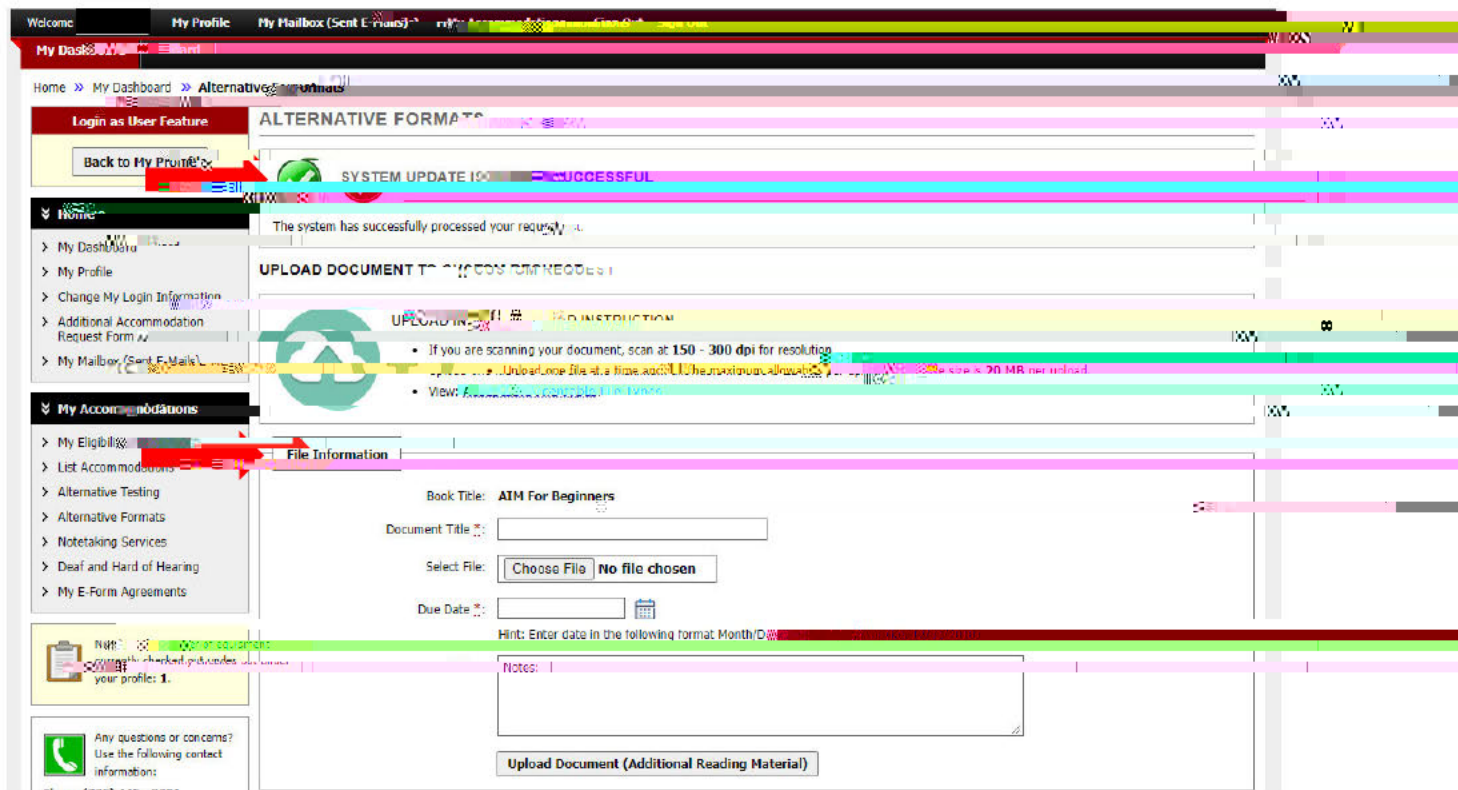 Welcome My Profile My Mailbox (Sent E-Mails)
My
Home » My Dashboard » Alternative Formats
Login as User Feature
Back to My Profile
Home
My Dashboard
My Profile
Change My Login Information
Additional Accommodation
Request Form
My Mailbox (Sent E-Mails)
My Accommodations
My Eligibility
List Accommodations
Alternative Testing
Alternative Formats
Notetaking Services
Deaf and Hard of Hearing
My E-Form Agreements
your profile: 1.
Any questions or concerns?
Use the following contact
information:
ALTERNATIVE FORMATS
SYSTEM UPDATE IS SUCCESSFUL
The system has successfully processed your request.
UPLOAD DOCUMENT REQUEST
UPLOAD INSTRUCTION
• If you are scanning your document, scan at 150 - 300 dpi for resolution
Upload one file at a time the maximum allowable size is 20 MB per upload
• View: File Types
File Information
Book Title: AIM For Beginners
Document Title *:
Select File: Choose File No file chosen
Due Date *:
Hint: Enter date in the following format
Notes:
Upload Document (Additional Reading Material)